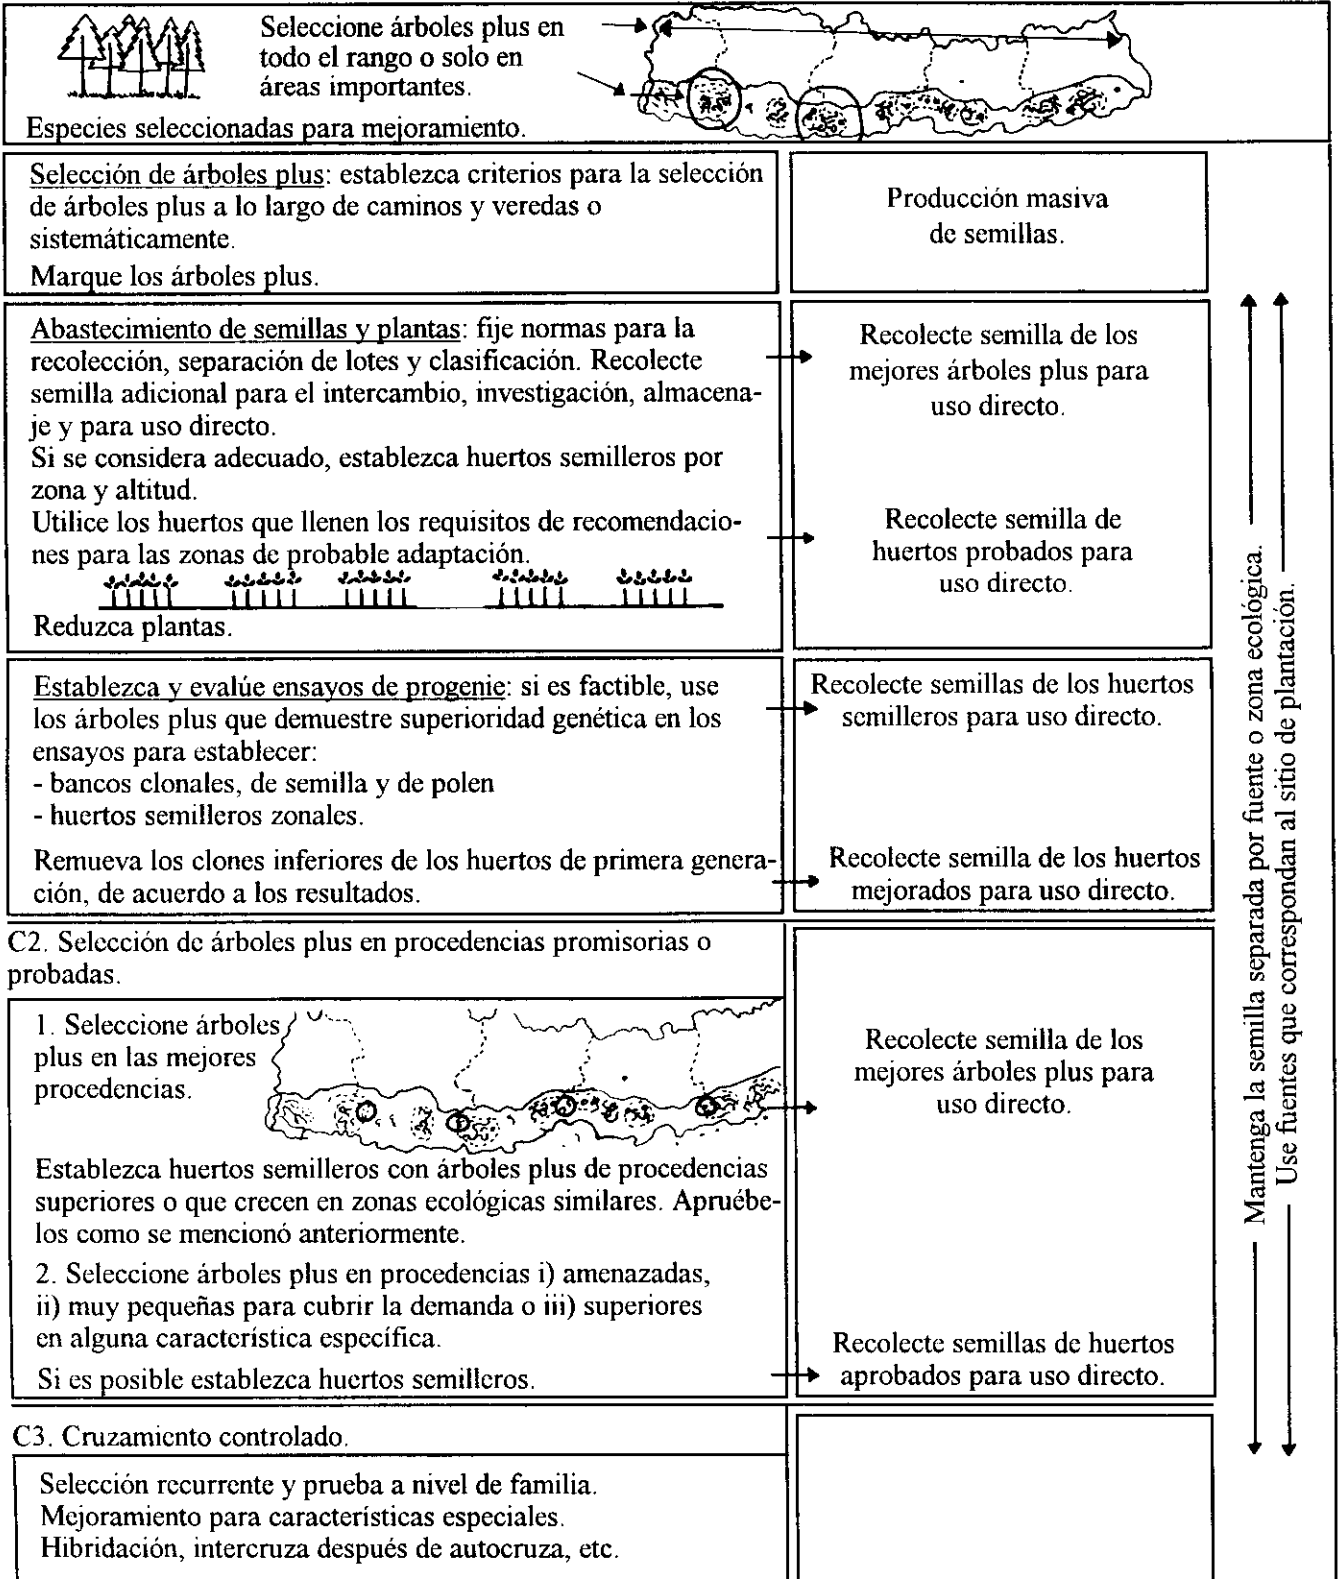 Seleccione árboles plus en
todo el rango o solo en
áreas importantes.
Especies seleccionadas para mejoramiento.
Selección de árboles plus: establezca criterios para la selección
de árboles plus a lo largo de caminos y veredas o
sistemáticamente.
Marque los árboles plus.
Producción masiva
de semillas.
Abastecimiento de semillas y plantas: fije normas para la
recolección, separación de lotes y clasificación. Recolecte
semilla adicional para el intercambio, investigación, almacena-
je y para uso directo.
Si se considera adecuado, establezca huertos semilleros por
zona y altitud.
Utilice los huertos que llenen los requisitos de recomendacio-
nes para las zonas de probable adaptación.
Reduzca plantas.
Recolecte semilla de los
mejores árboles plus para
uso directo.
Recolecte semilla de
huertos probados para
uso directo.
Establezca y evalúe ensayos de progenie: si es factible, use
los árboles plus que demuestre superioridad genética en los
ensayos para establecer:
- bancos clonales, de semilla y de polen
- huertos semilleros zonales.
Remueva los clones inferiores de los huertos de primera genera-
ción, de acuerdo a los resultados.
Recolecte semillas de los huertos
semilleros para uso directo.
Recolecte semilla de los huertos
mejorados para uso directo.
C2. Selección de árboles plus en procedencias promisorias o
probadas.
1. Seleccione árboles
plus en las mejores
procedencias.
Establezca huertos semilleros con árboles plus de procedencias
superiores o que crecen en zonas ecológicas similares. Apruébe-
los como se mencionó anteriormente.
2. Seleccione árboles plus en procedencias i) amenazadas,
ii) muy pequeñas para cubrir la demanda o iii) superiores
en alguna característica específica.
Si es posible establezca huertos semilleros.
Recolecte semilla de los
mejores árboles plus para
uso directo.
Recolecte semillas de huertos
aprobados para uso directo.
C3. Cruzamiento controlado.
Selección recurrente y prueba a nivel de familia.
Mejoramiento para características especiales.
Hibridación, intercruza después de autocruza, etc.
Mantenga la semilla separada por fuente o zona ecológica.
Use fuentes que correspondan al sitio de plantación.